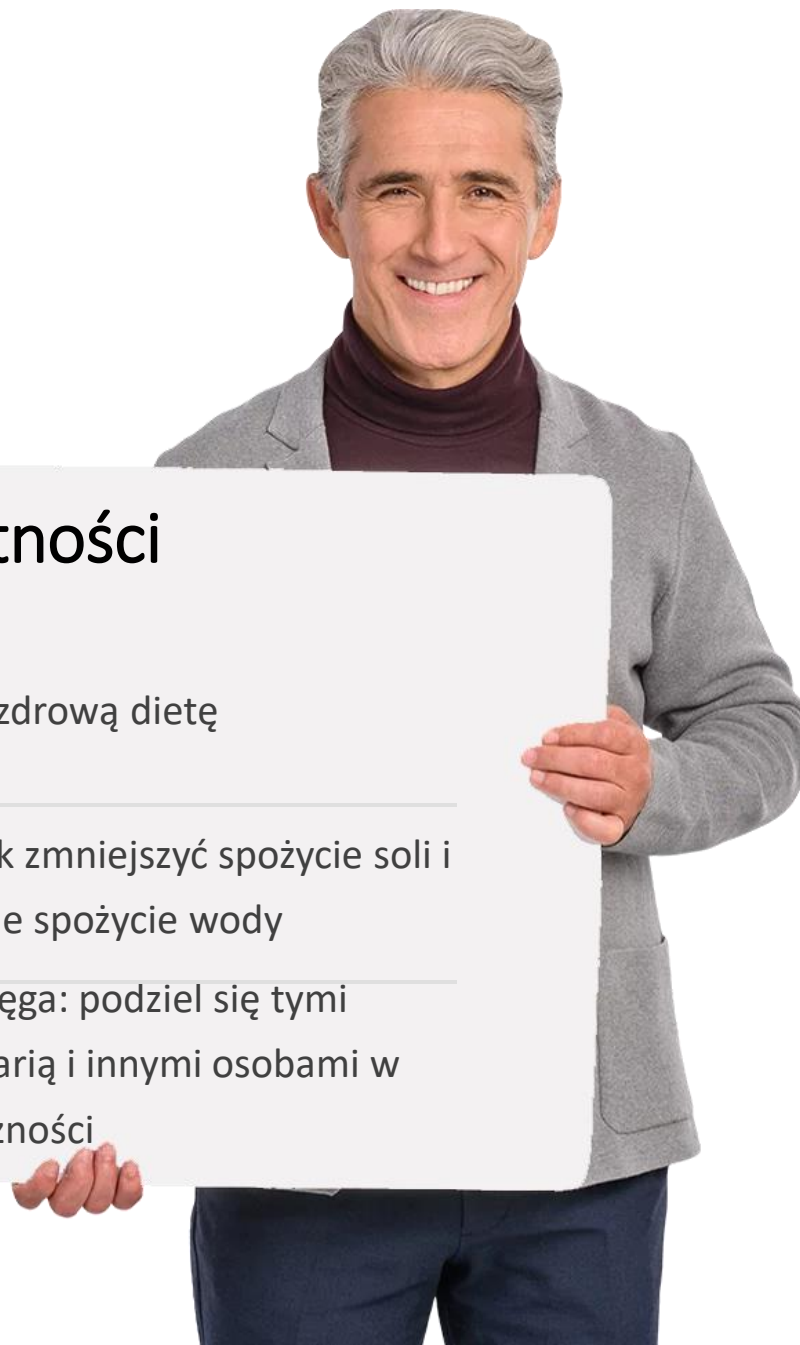 tności
zdrową dietę
k zmniejszyć spożycie soli i
e spożycie wody
ęga: podziel się tymi
arią i innymi osobami w
zności